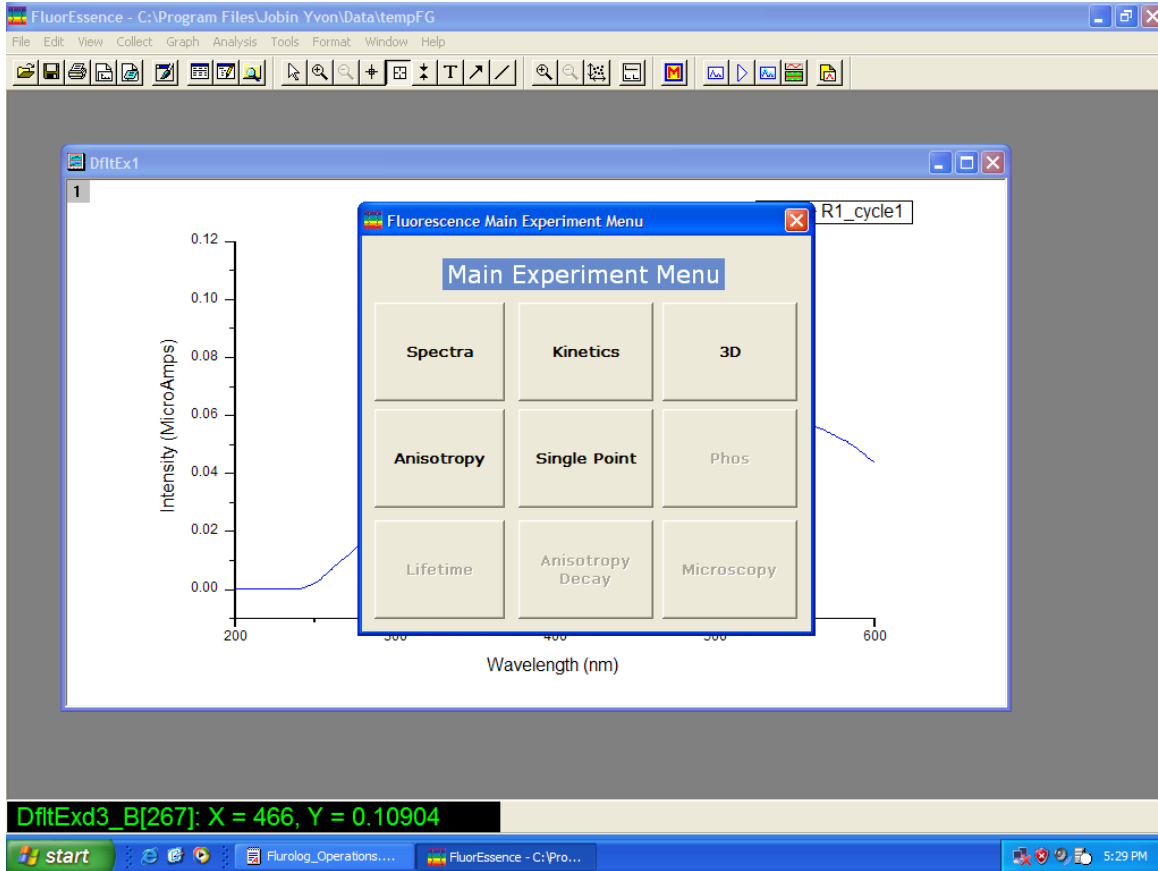 FluorEssence - C:\Program Files\Jobin Yvon\Data\tempFG
File Edit View Collect Graph Analysis Tools Format Window Help
T M
DfltEx1
1
R1_cycle1
Fluorescence Main Experiment Menu
Main Experiment Menu
Spectra Kinetics 3D
Anisotropy Single Point Phos
Lifetime Anisotropy Decay Microscopy
0.12
0.10
0.08
0.06
0.04
0.02
0.00
Intensity (MicroAmps)
200 300 400 500 600
Wavelength (nm)
DfltExd3_B[267]: X = 466, Y = 0.10904
start Flurolog_Operations.... FluorEssence - C:\Pro... 5:29 PM